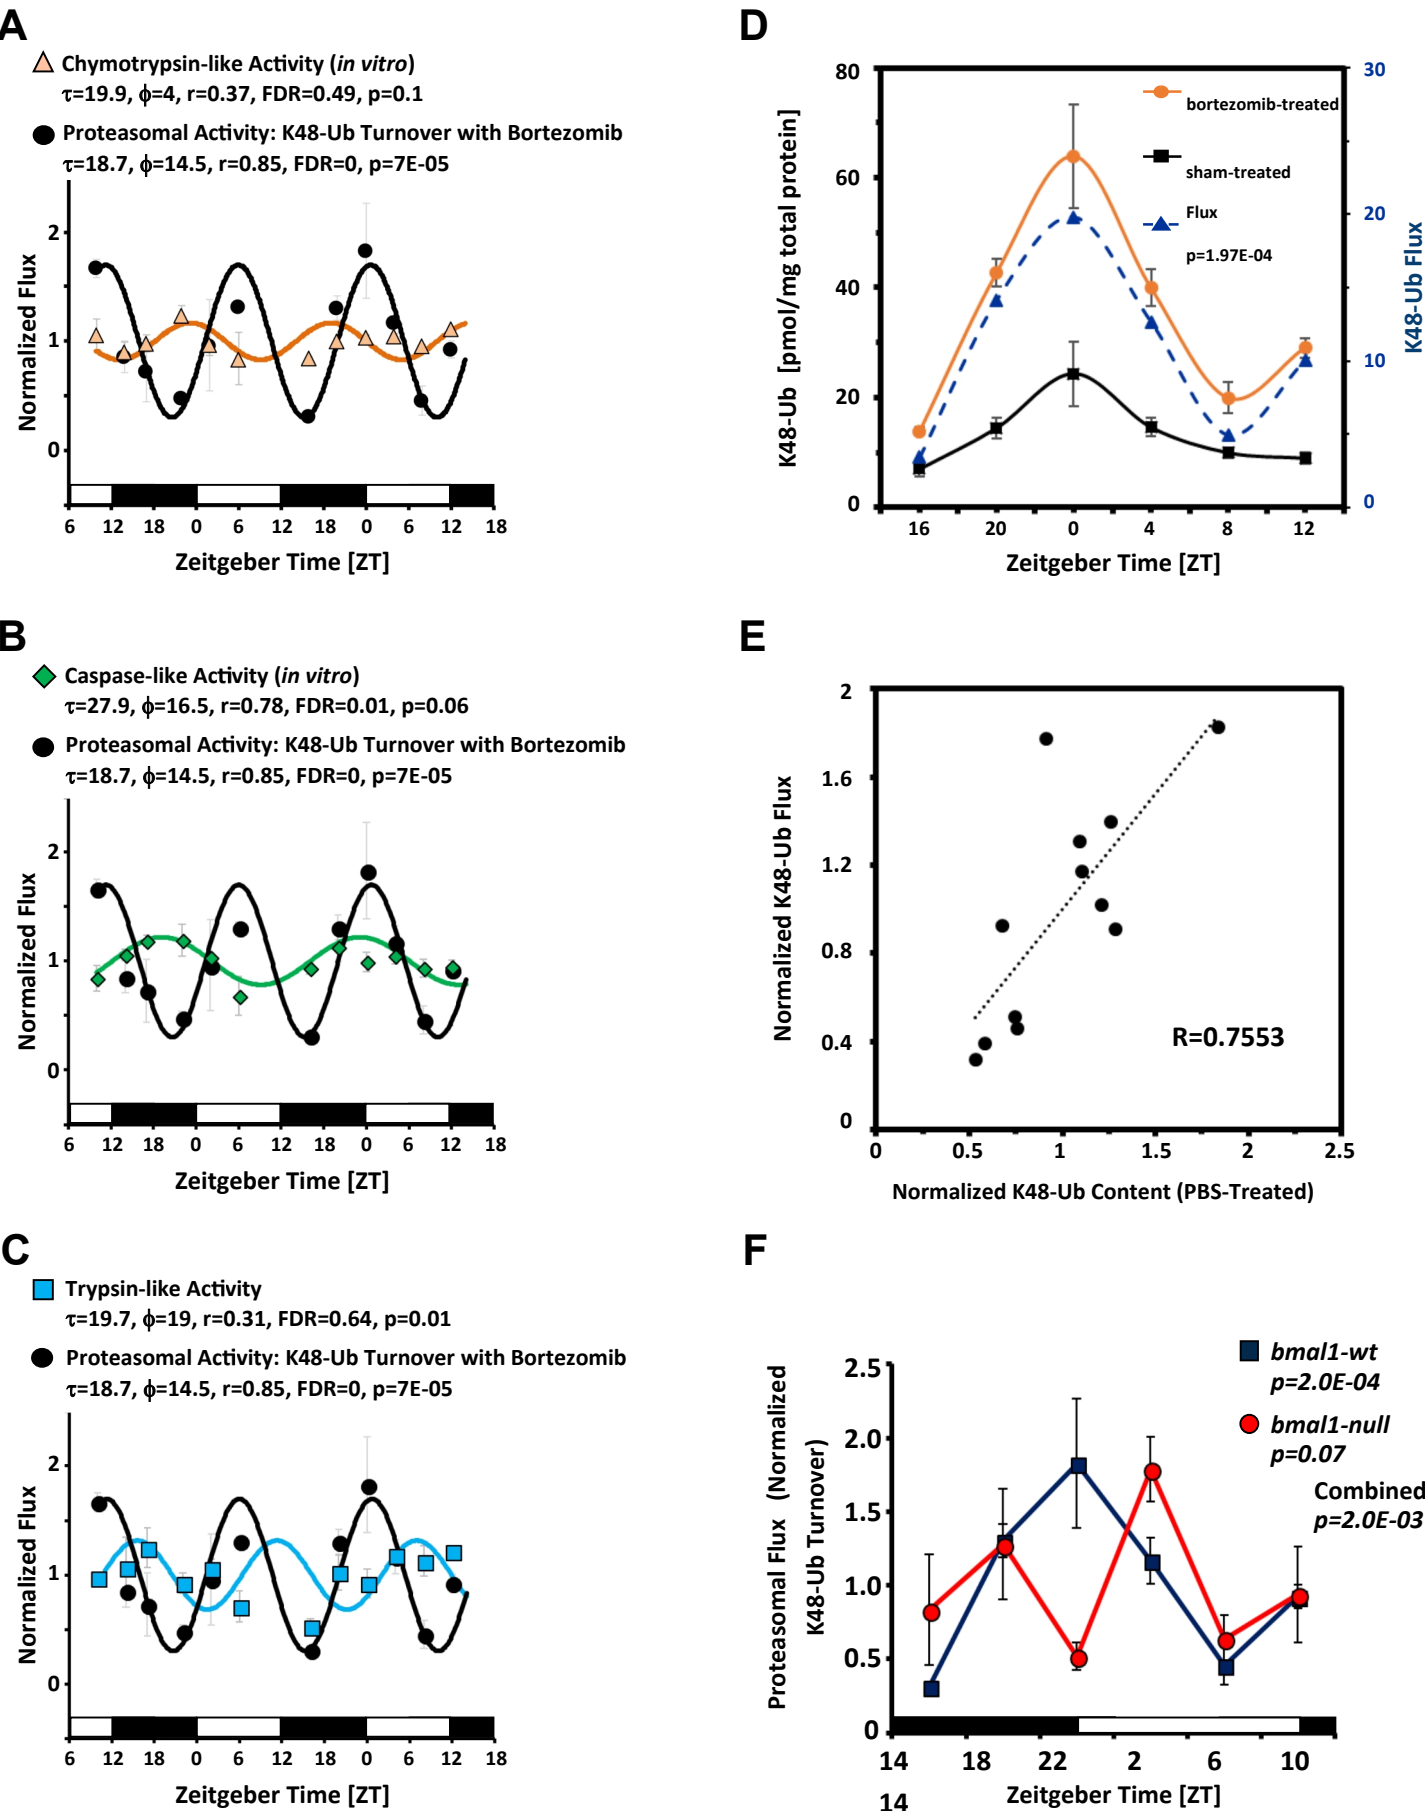 A
Chymotrypsin-like Activity (in vitro)
τ=19.9, ϕ=4, r=0.37, FDR=0.49, p=0.1
Proteasomal Activity: K48-Ub Turnover with Bortezomib
τ=18.7, ϕ=14.5, r=0.85, FDR=0, p=7E-05
Normalized Flux
2
1
0
6 12 18 0 6 12 18 0 6 12 18
Zeitgeber Time [ZT]
B
Caspase-like Activity (in vitro)
τ=27.9, ϕ=16.5, r=0.78, FDR=0.01, p=0.06
Proteasomal Activity: K48-Ub Turnover with Bortezomib
τ=18.7, ϕ=14.5, r=0.85, FDR=0, p=7E-05
Normalized Flux
2
1
0
6 12 18 0 6 12 18 0 6 12 18
Zeitgeber Time [ZT]
C
Trypsin-like Activity
τ=19.7, ϕ=19, r=0.31, FDR=0.64, p=0.01
Proteasomal Activity: K48-Ub Turnover with Bortezomib
τ=18.7, ϕ=14.5, r=0.85, FDR=0, p=7E-05
Normalized Flux
2
1
0
6 12 18 0 6 12 18 0 6 12 18
Zeitgeber Time [ZT]
D
bortezomib-treated
sham-treated
Flux
p=1.97E-04
K48-Ub [pmol/mg total protein]
80
60
40
20
0
30
20
10
0
K48-Ub Flux
16 20 0 4 8 12
Zeitgeber Time [ZT]
E
Normalized K48-Ub Flux
2
1.6
1.2
0.8
0.4
0
R=0.7553
0 0.5 1 1.5 2 2.5
Normalized K48-Ub Content (PBS-Treated)
F
bmal1-wt
p=2.0E-04
bmal1-null
p=0.07
Combined
p=2.0E-03
Proteasomal Flux (Normalized
K48-Ub Turnover)
2.5
2.0
1.5
1.0
0.5
0
14 18 22 2 6 10
14
Zeitgeber Time [ZT]